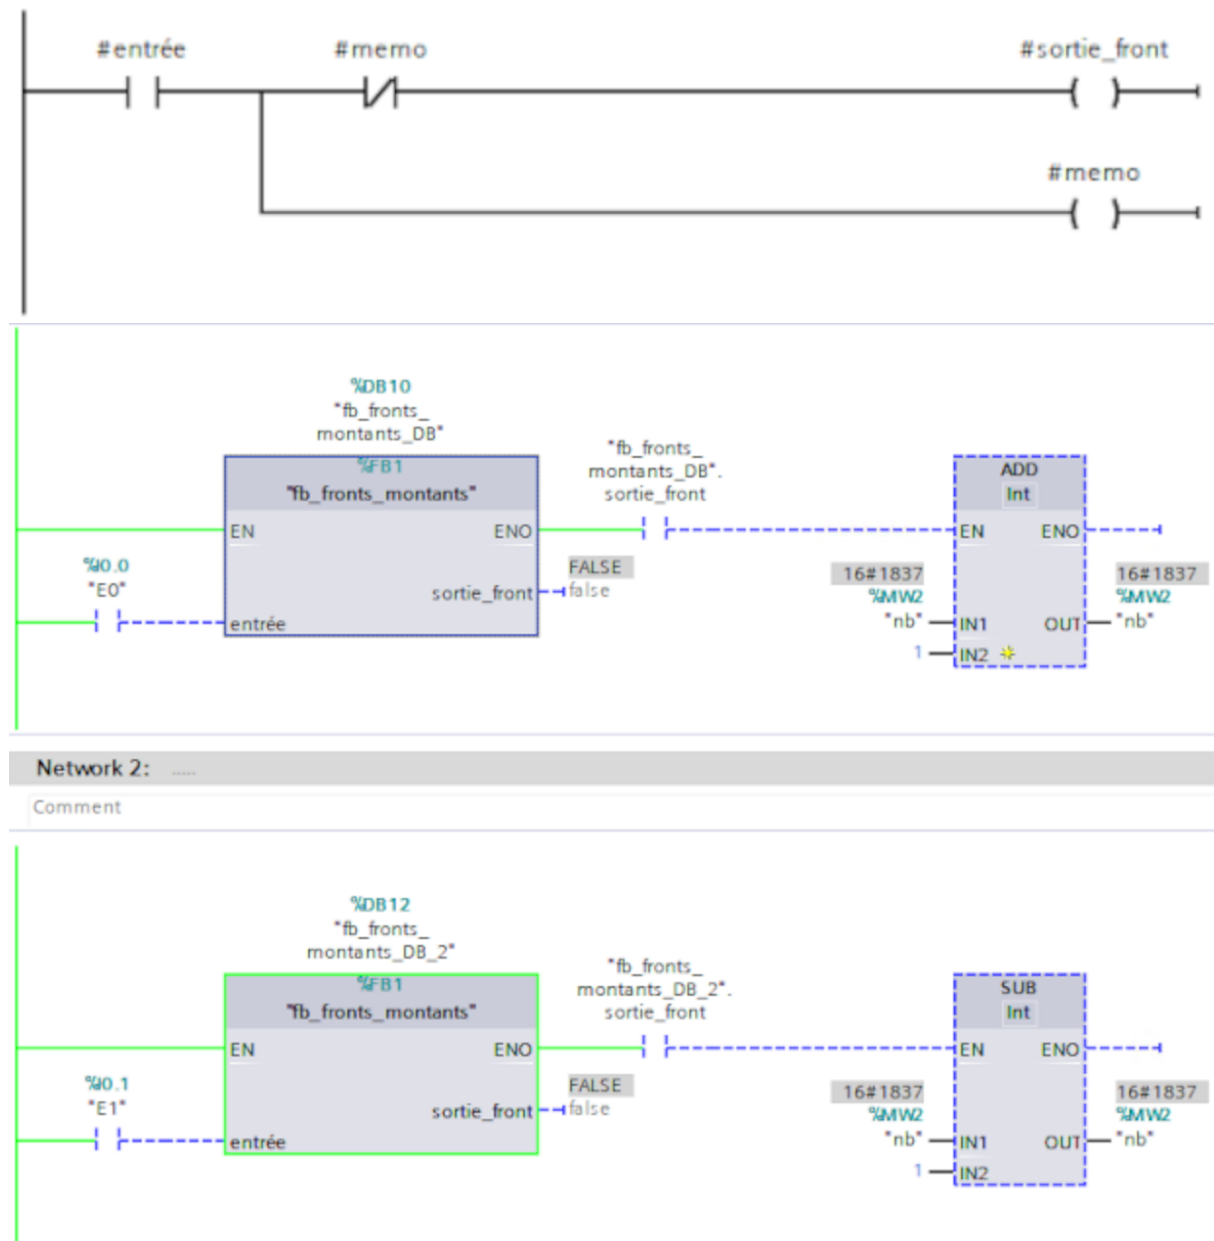 #entrée #memo #sortie_front
#memo
%DB10
"fb_fronts_
montants_DB"
%FB1
"fb_fronts_montants"
"fb_fronts_
montants_DB".
sortie_front
ADD
Int
EN ENO EN ENO
%I0.0
"E0"
entrée
sortie_front
FALSE
false
16#1837
%MW2
"nb" IN1
1 IN2
16#1837
%MW2
OUT "nb"
Network 2: .....
Comment
%DB12
"fb_fronts_
montants_DB_2"
%FB1
"fb_fronts_montants"
"fb_fronts_
montants_DB_2".
sortie_front
SUB
Int
EN ENO EN ENO
%I0.1
"E1"
entrée
sortie_front
FALSE
false
16#1837
%MW2
"nb" IN1
1 IN2
16#1837
%MW2
OUT "nb"